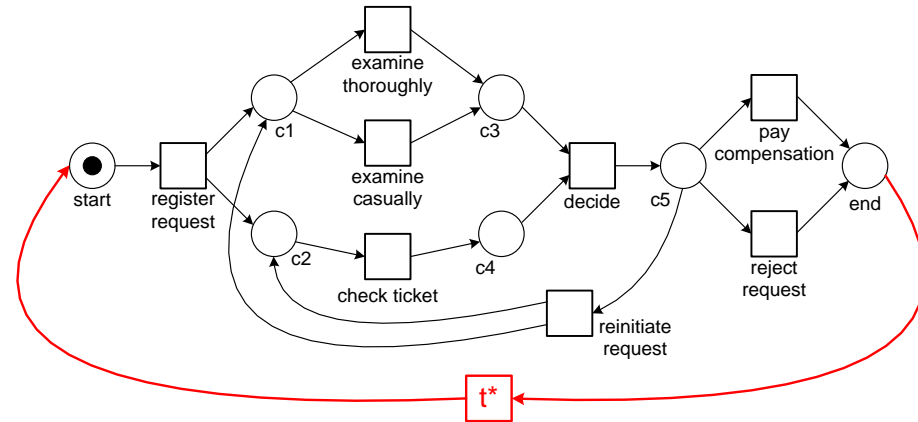 examine
thoroughly
c1
c3
examine
casually
pay
compensation
start
register
request
decide
c5
end
c2
c4
check ticket
reject
request
reinitiate
request
t*